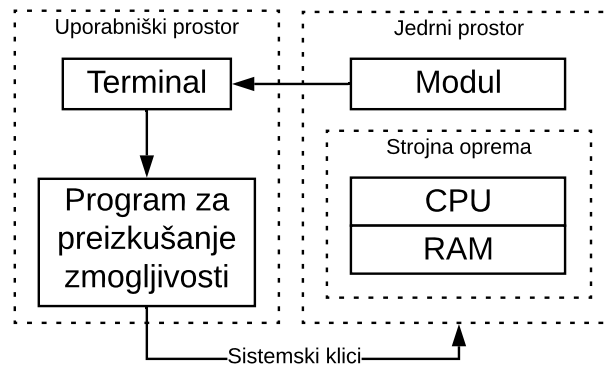 Uporabniški prostor
Jedrni prostor
Terminal
Modul
Strojna oprema
Program za
preizkušanje
zmogljivosti
CPU
RAM
Sistemski klici